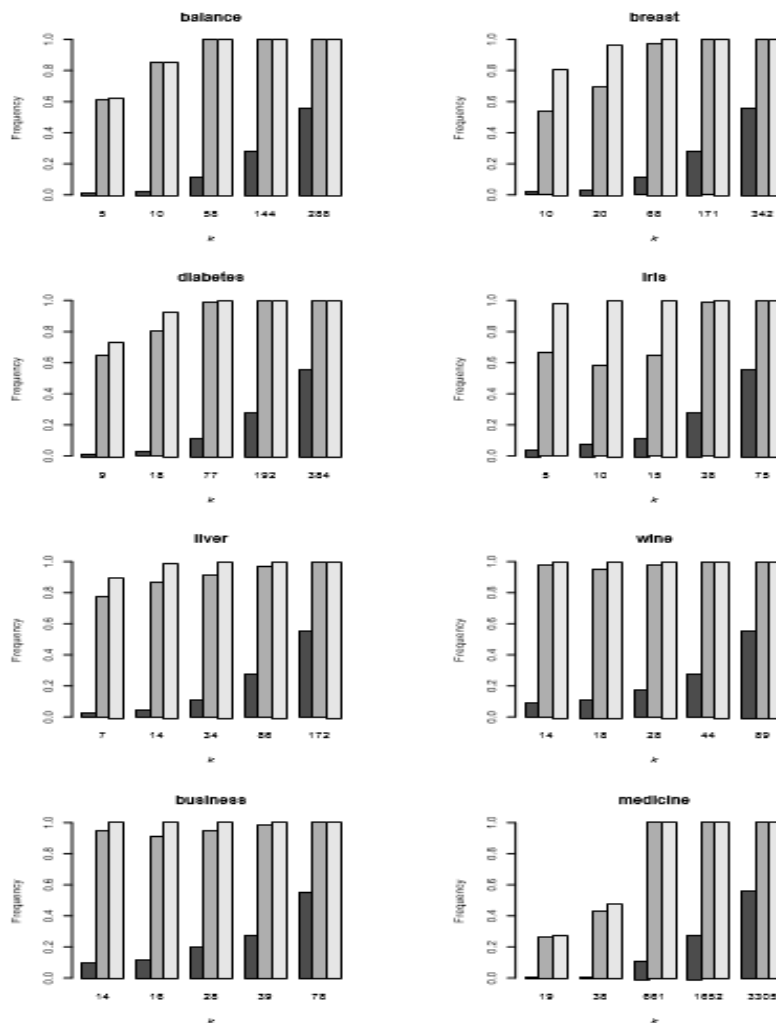 balance
Frequency
0.0 0.2 0.4 0.6 0.8 1.0
5 10 58 144 288
k
breast
Frequency
0.0 0.2 0.4 0.6 0.8 1.0
10 20 68 171 342
k
diabetes
Frequency
0.0 0.2 0.4 0.6 0.8 1.0
9 18 77 192 384
k
iris
Frequency
0.0 0.2 0.4 0.6 0.8 1.0
5 10 15 38 75
k
liver
Frequency
0.0 0.2 0.4 0.6 0.8 1.0
7 14 34 86 172
k
wine
Frequency
0.0 0.2 0.4 0.6 0.8 1.0
14 18 28 44 89
k
business
Frequency
0.0 0.2 0.4 0.6 0.8 1.0
14 16 28 39 78
k
medicine
Frequency
0.0 0.2 0.4 0.6 0.8 1.0
19 38 661 1652 3305
k